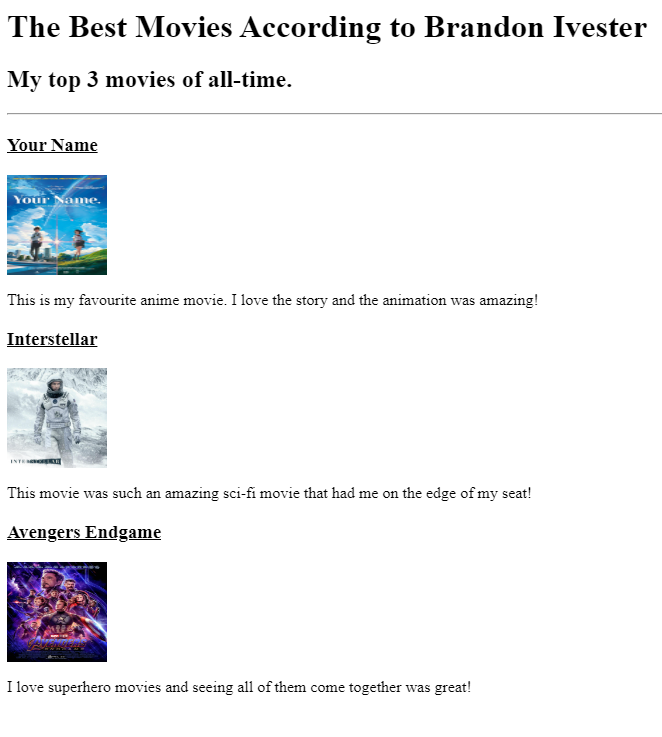 The Best Movies According to Brandon Ivester
My top 3 movies of all-time.
Your Name
Your Name.
This is my favourite anime movie. I love the story and the animation was amazing!
Interstellar
INTERSTELLAR
This movie was such an amazing sci-fi movie that had me on the edge of my seat!
Avengers Endgame
I love superhero movies and seeing all of them come together was great!